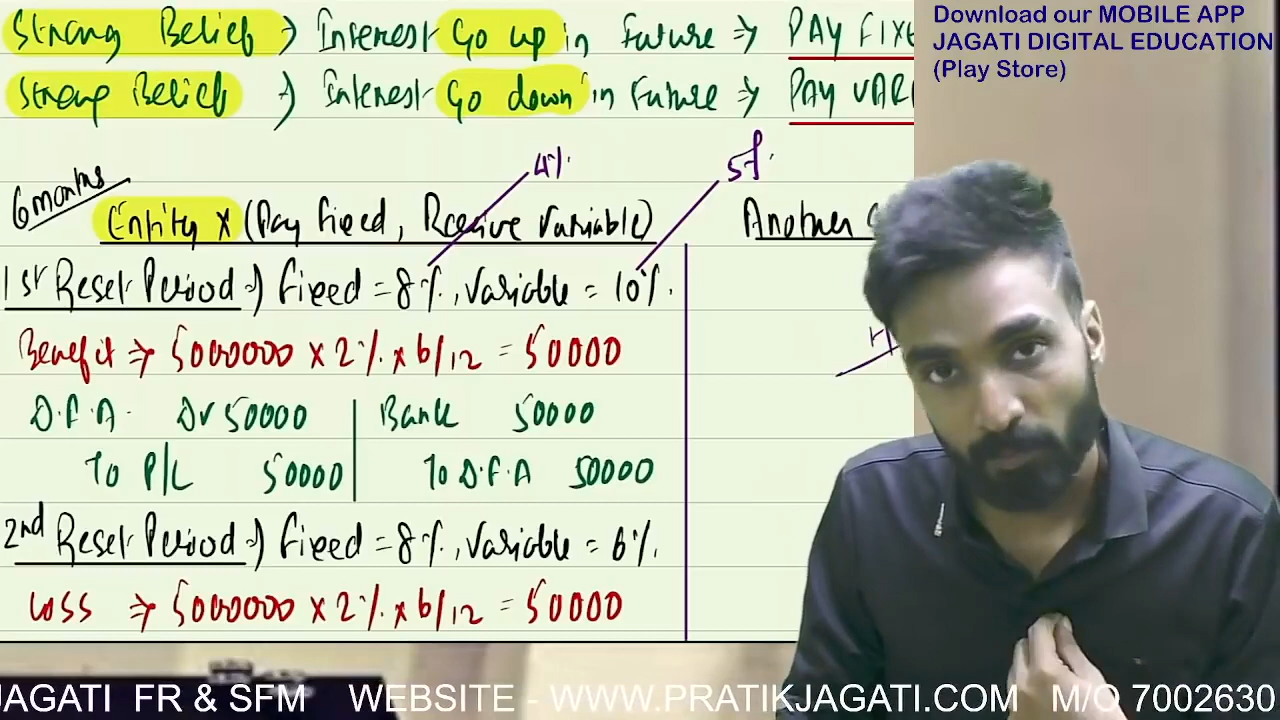 Strong Belief → Interest Go up in Future ⇒ PAY FIXE
Strong Belief → Interest Go down in Future ⇒ PAY VARI
Download our MOBILE APP
JAGATI DIGITAL EDUCATION
(Play Store)
4%
5%
6 months
Entity X (Pay fixed, Receive Variable)
Another
1st Reset Period ⇒ fixed = 8%, Variable = 10%.
Benefit ⇒ 5000000 × 2% × 6/12 = 50000
D.F.A Dr 50000 | Bank 50000
To P/L 50000 | To D.F.A 50000
2nd Reset Period ⇒ fixed = 8%, Variable = 6%.
Loss ⇒ 5000000 × 2% × 6/12 = 50000
JAGATI FR & SFM WEBSITE - WWW.PRATIKJAGATI.COM M/O 7002630